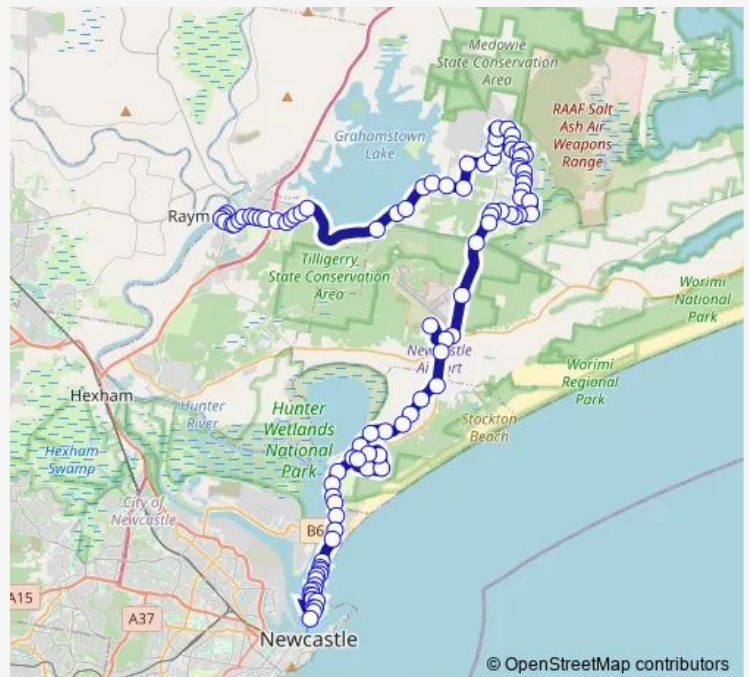 Medowie
State Conservation
Area
RAAF Salt
Ash Air
Weapons
Range
Grahamstown
Lake
Raym
Tilligerry
State Conservation
Area
Worimi
National
Park
Newcastle
Worimi
Regional
Park
Hexham
Hunter
River
Hunter
Wetlands
National
Park
Stockton
Beach
Hexham
Swamp
City of
Newcastle
B6
A15
A37
Newcastle
© OpenStreetMap contributors